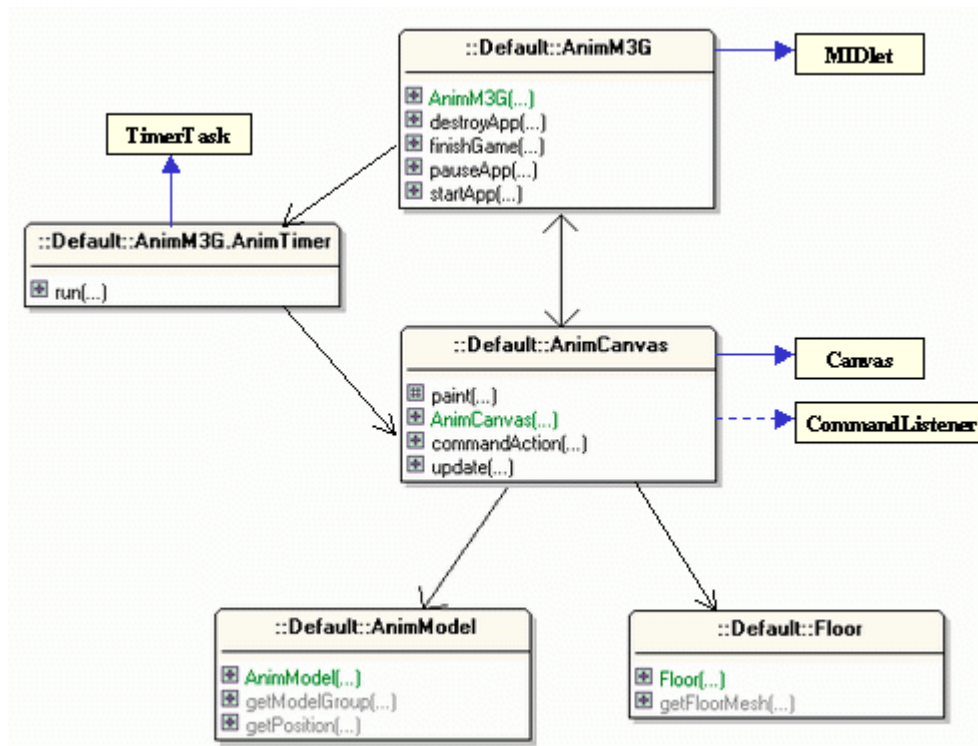 ::Default::AnimM3G
AnimM3G(...)
destroyApp(...)
finishGame(...)
pauseApp(...)
startApp(...)
MIDlet
TimerTask
::Default::AnimM3G.AnimTimer
run(...)
::Default::AnimCanvas
paint(...)
AnimCanvas(...)
commandAction(...)
update(...)
Canvas
CommandListener
::Default::AnimModel
AnimModel(...)
getModelGroup(...)
getPosition(...)
::Default::Floor
Floor(...)
getFloorMesh(...)